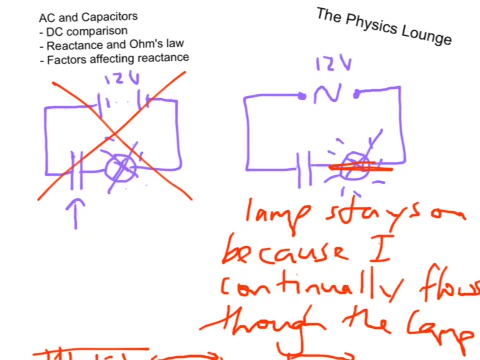 AC and Capacitors
- DC comparison
- Reactance and Ohm's law
- Factors affecting reactance
The Physics Lounge
12V
12V
lamp stays on
because I
continually flows
through the lamp